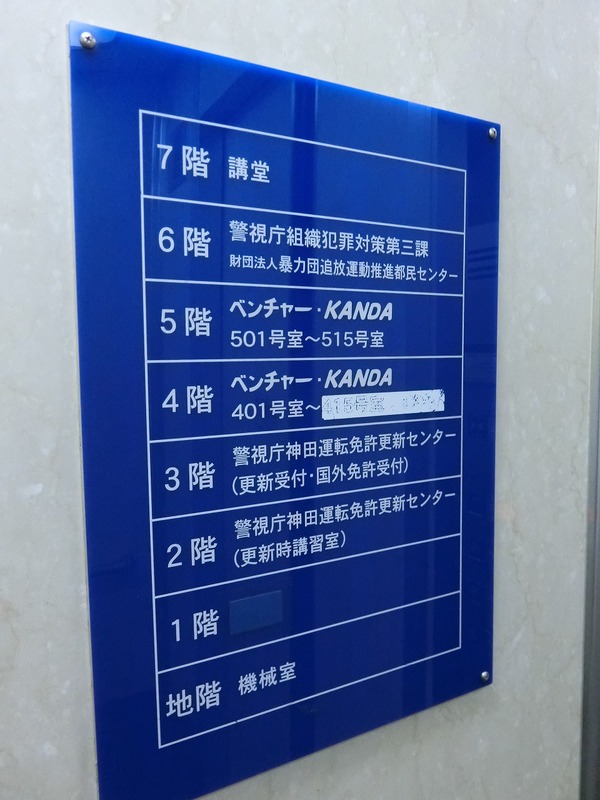 7階 講堂
6階 警視庁組織犯罪対策第三課
財団法人暴力団追放運動推進都民センター
5階 ベンチャー・KANDA
501号室〜515号室
4階 ベンチャー・KANDA
401号室〜
3階 警視庁神田運転免許更新センター
(更新受付・国外免許受付)
2階 警視庁神田運転免許更新センター
(更新時講習室)
1階
地階 機械室